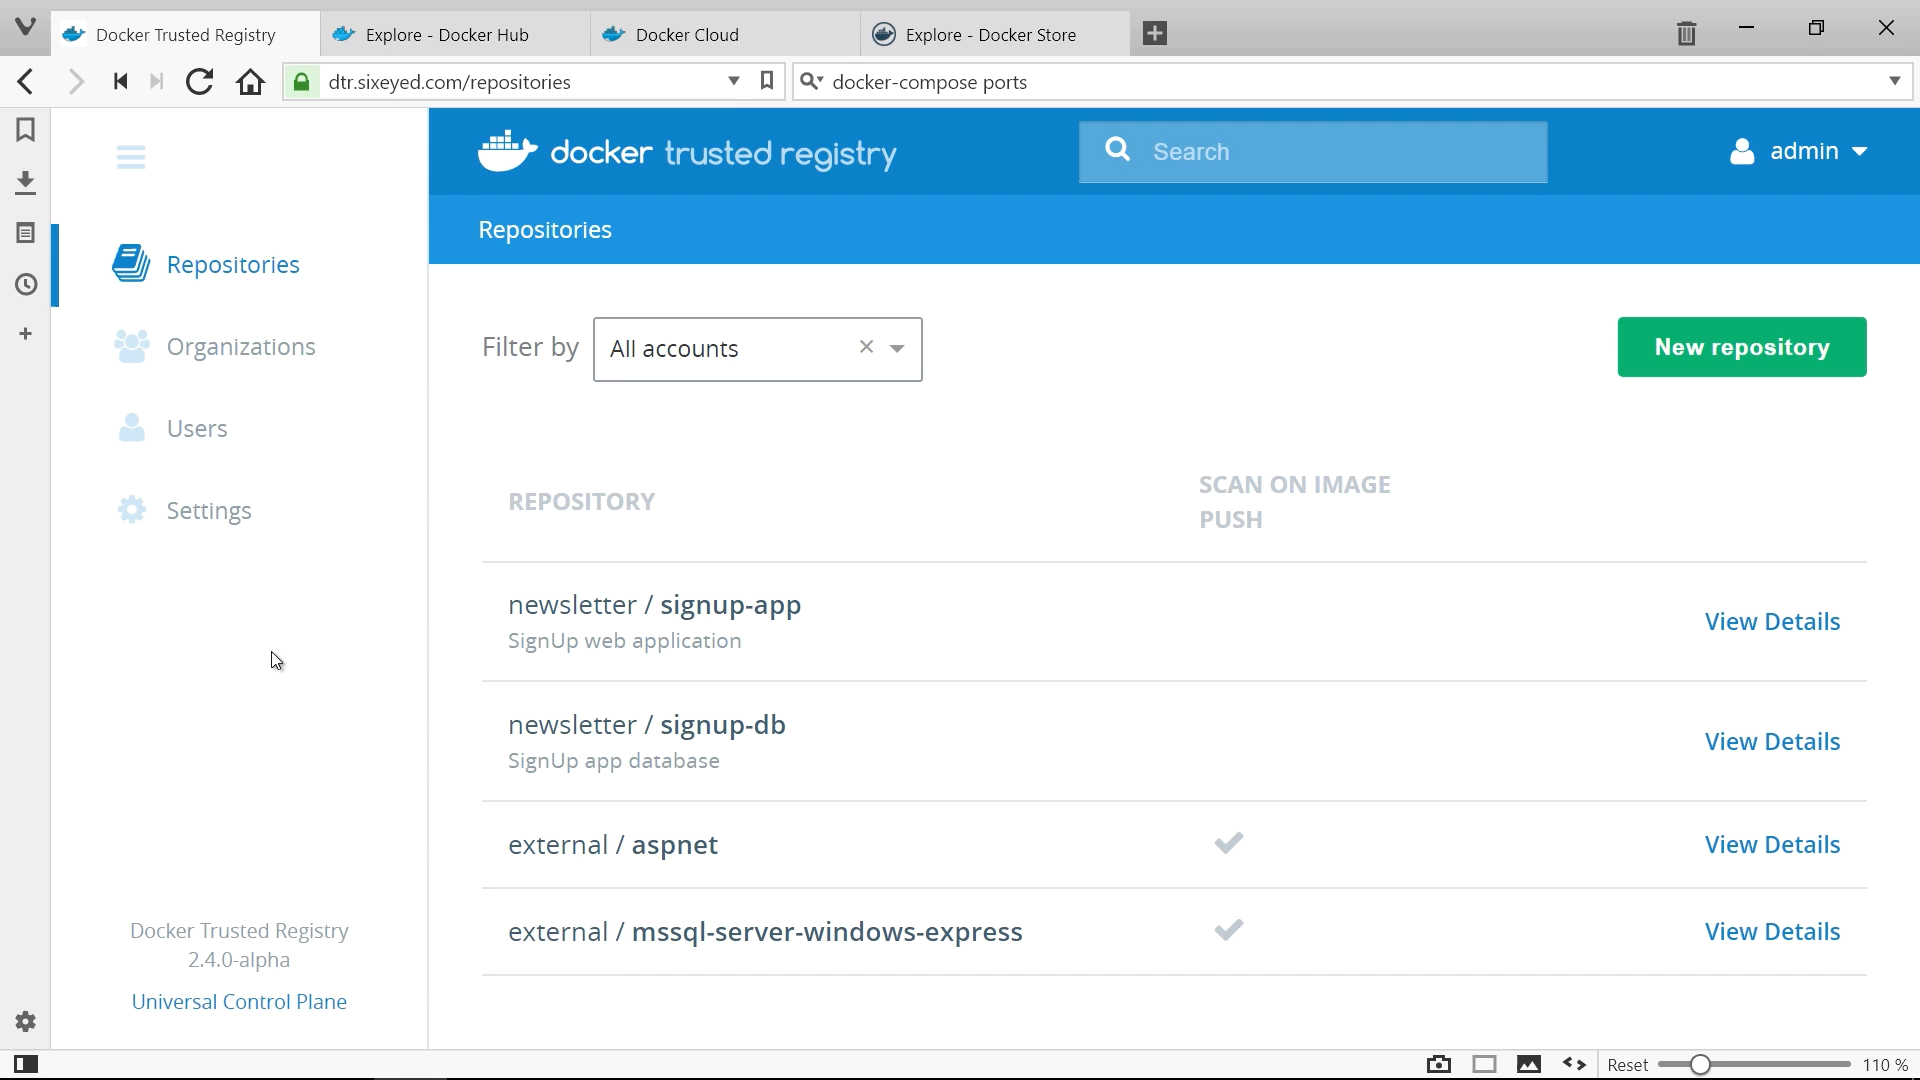 Docker Trusted Registry
Explore - Docker Hub
Docker Cloud
Explore - Docker Store
dtr.sixeyed.com/repositories
docker-compose ports
docker trusted registry
Search
admin
Repositories
Repositories
Organizations
Users
Settings
Filter by
All accounts
New repository
REPOSITORY
SCAN ON IMAGE
PUSH
newsletter / signup-app
SignUp web application
View Details
newsletter / signup-db
SignUp app database
View Details
external / aspnet
View Details
external / mssql-server-windows-express
View Details
Docker Trusted Registry
2.4.0-alpha
Universal Control Plane
Reset
110 %